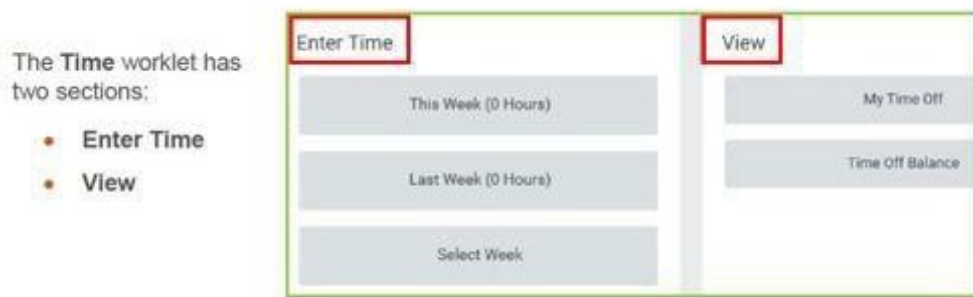 The Time worklet has
two sections:
• Enter Time
• View
Enter Time
This Week (0 Hours)
Last Week (0 Hours)
Select Week
View
My Time Off
Time Off Balance